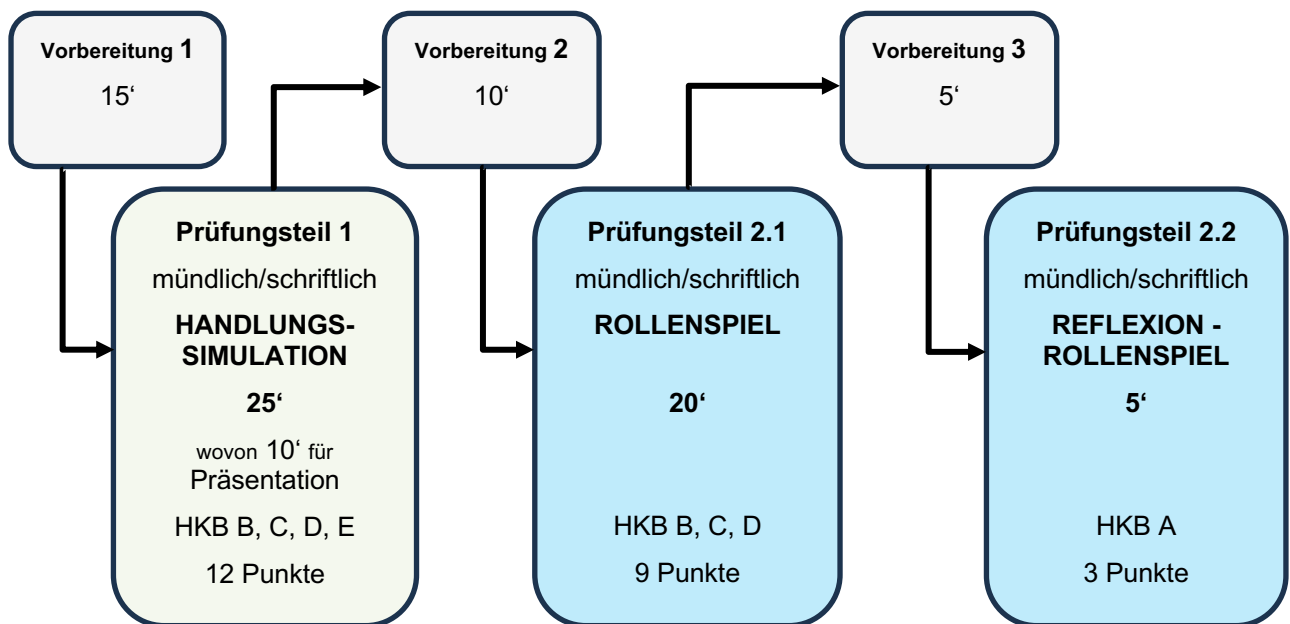 Vorbereitung 1
15‘
Vorbereitung 2
10‘
Vorbereitung 3
5‘
Prüfungsteil 1
mündlich/schriftlich
HANDLUNGS-
SIMULATION
25‘
wovon 10‘ für
Präsentation
HKB B, C, D, E
12 Punkte
Prüfungsteil 2.1
mündlich/schriftlich
ROLLENSPIEL
20‘
HKB B, C, D
9 Punkte
Prüfungsteil 2.2
mündlich/schriftlich
REFLEXION -
ROLLENSPIEL
5‘
HKB A
3 Punkte